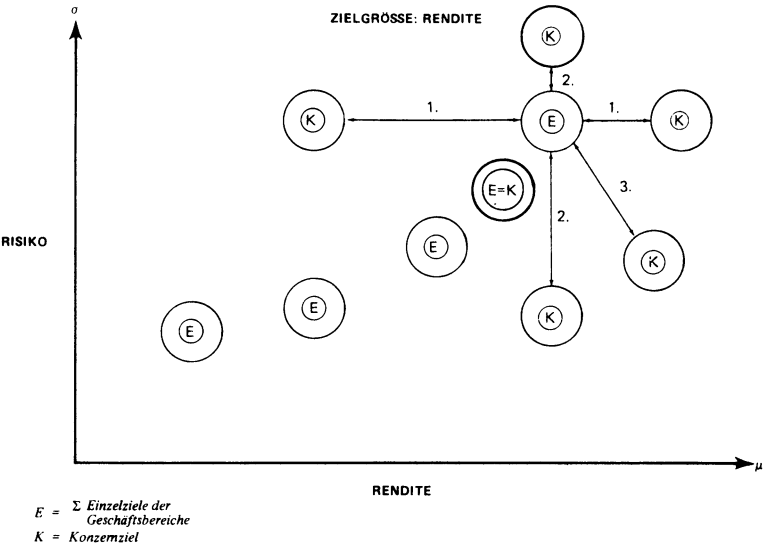 σ
ZIELGRÖSSE: RENDITE
K
2.
K
1.
E
1.
K
E=K
3.
2.
RISIKO
E
K
E
K
E
μ
RENDITE
E = Σ Einzelziele der
Geschäftsbereiche
K = Konzernziel